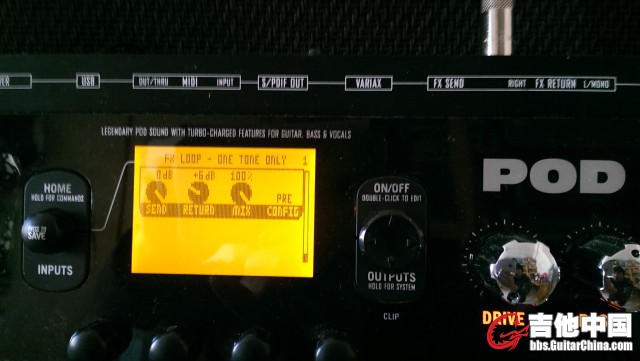 USB
OUT/THRU MIDI INPUT
S/PDIF OUT
VARIAX
FX SEND
RIGHT FX RETURN L/MONO
LEGENDARY POD SOUND WITH TURBO-CHARGED FEATURES FOR GUITAR, BASS & VOCALS
FX LOOP - ONE TONE ONLY 1
0dB +6dB 100%
PRE
SEND RETURN MIX CONFIG
HOME
HOLD FOR COMMANDS
PRESS TO
SAVE
INPUTS
ON/OFF
DOUBLE-CLICK TO EDIT
OUTPUTS
HOLD FOR SYSTEM
CLIP
POD
DRIVE
吉他中国
bbs.GuitarChina.com